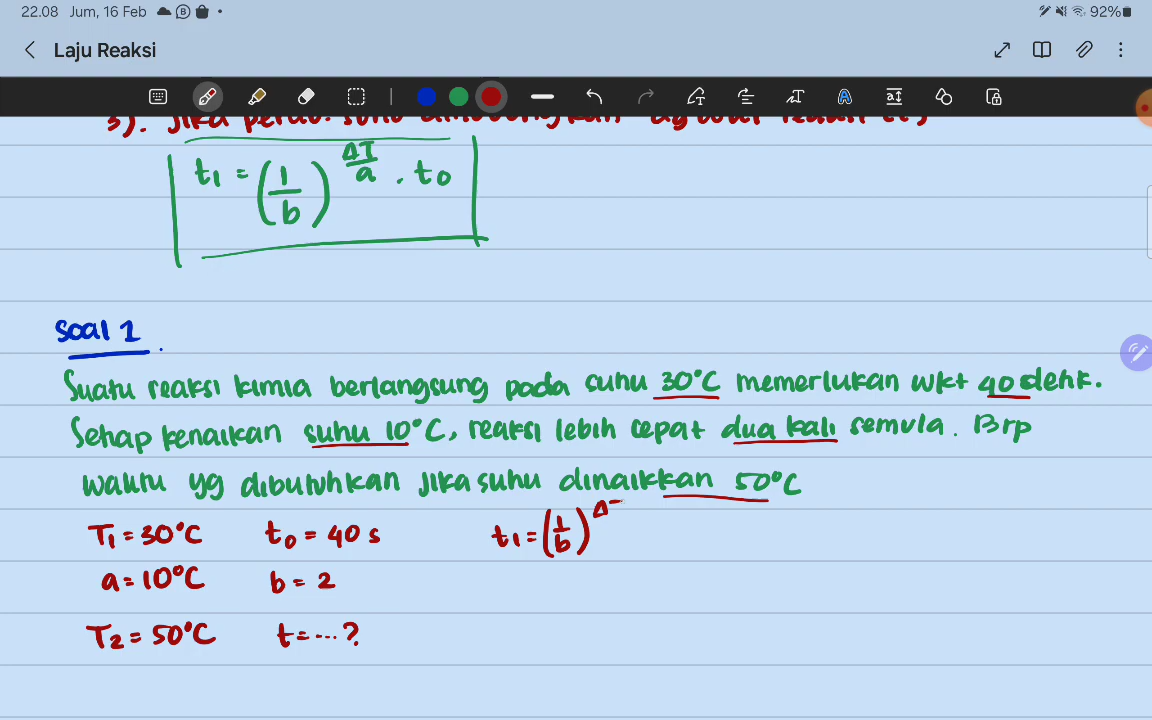 22.08 Jum, 16 Feb
92%
Laju Reaksi
3). Jika
t₁ = (1/b)^(ΔT/a) . t₀
Soal 1
Suatu reaksi kimia berlangsung pada suhu 30°C memerlukan wkt 40 detik.
Setiap kenaikan suhu 10°C, reaksi lebih cepat dua kali semula. Brp
waktu yg dibutuhkan jika suhu dinaikkan 50°C
T₁ = 30°C t₀ = 40 s t₁ = (1/b)^Δ
a = 10°C b = 2
T₂ = 50°C t = ...?